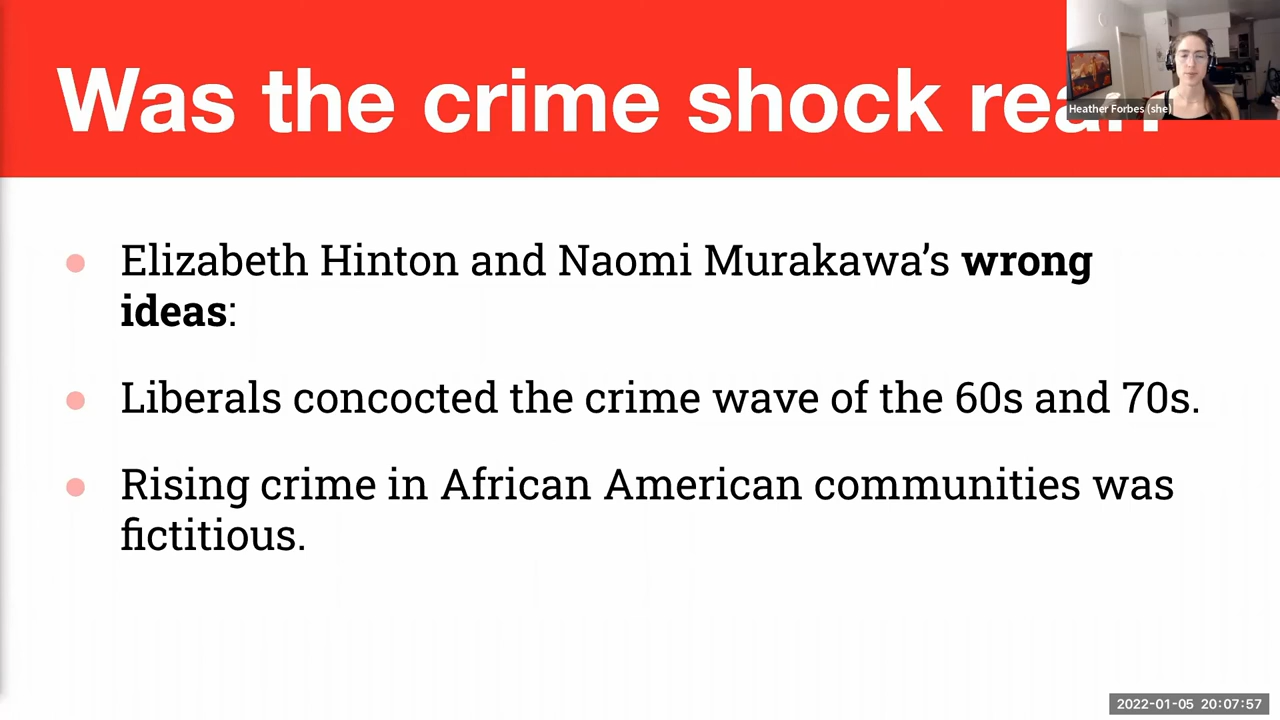 Was the crime shock
Heather Forbes (she)
Elizabeth Hinton and Naomi Murakawa’s wrong
ideas:
Liberals concocted the crime wave of the 60s and 70s.
Rising crime in African American communities was
fictitious.
2022-01-05 20:07:57